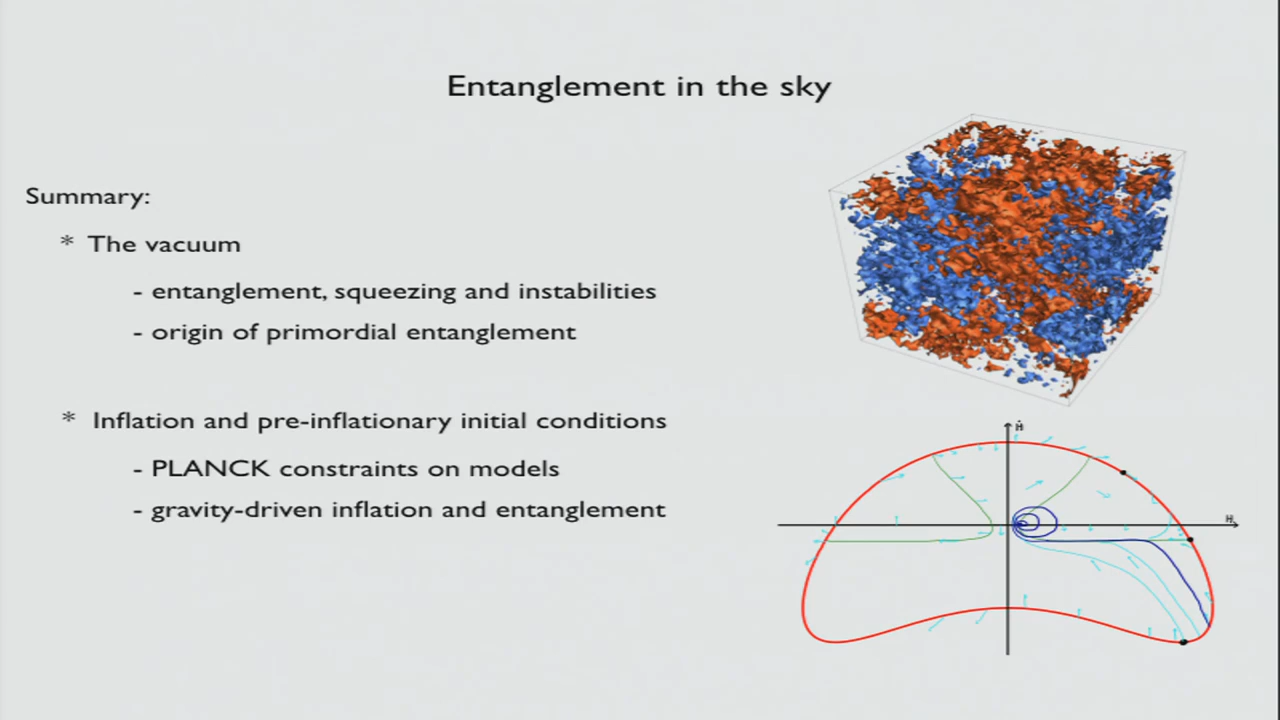 Entanglement in the sky
Summary:
* The vacuum
- entanglement, squeezing and instabilities
- origin of primordial entanglement
* Inflation and pre-inflationary initial conditions
- PLANCK constraints on models
- gravity-driven inflation and entanglement
Ḣ
H